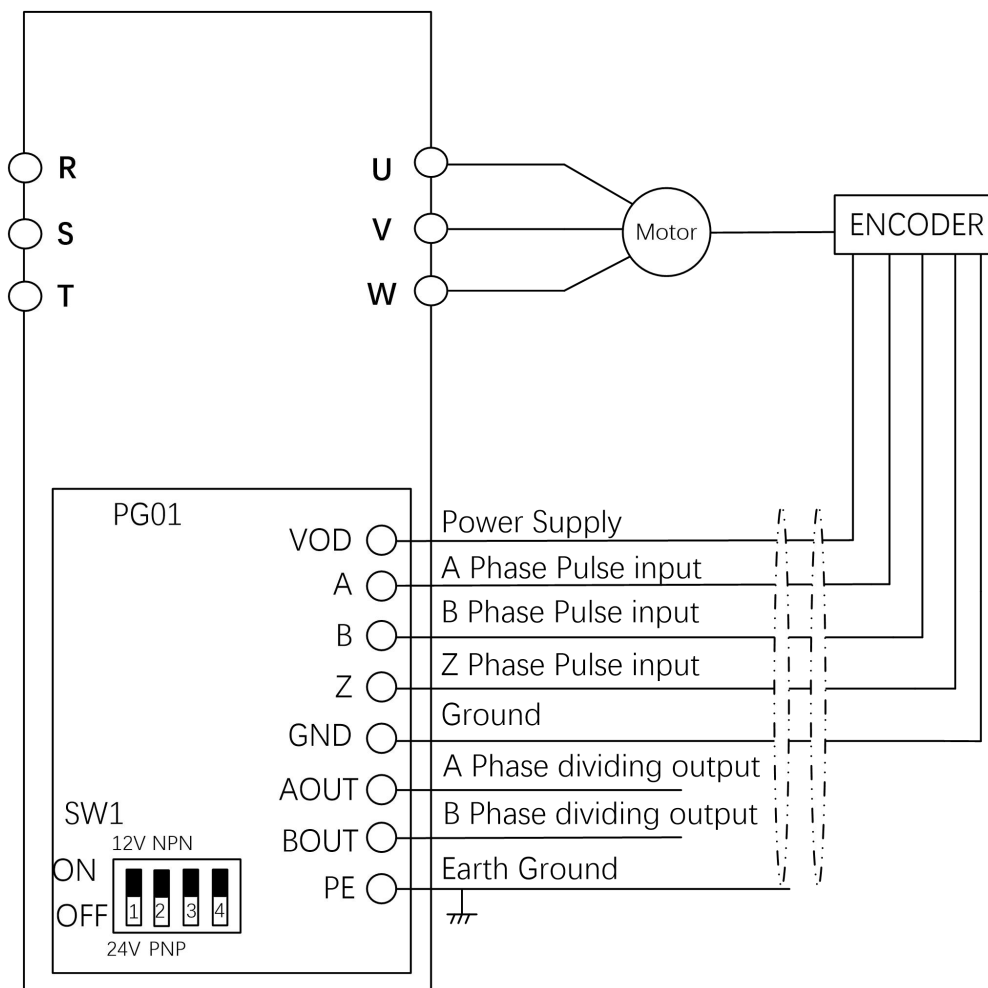 R
U
S
V
Motor
ENCODER
T
W
PG01
VOD
Power Supply
A
A Phase Pulse input
B
B Phase Pulse input
Z
Z Phase Pulse input
GND
Ground
AOUT
A Phase dividing output
BOUT
B Phase dividing output
PE
Earth Ground
SW1
12V NPN
ON
OFF
1 2 3 4
24V PNP